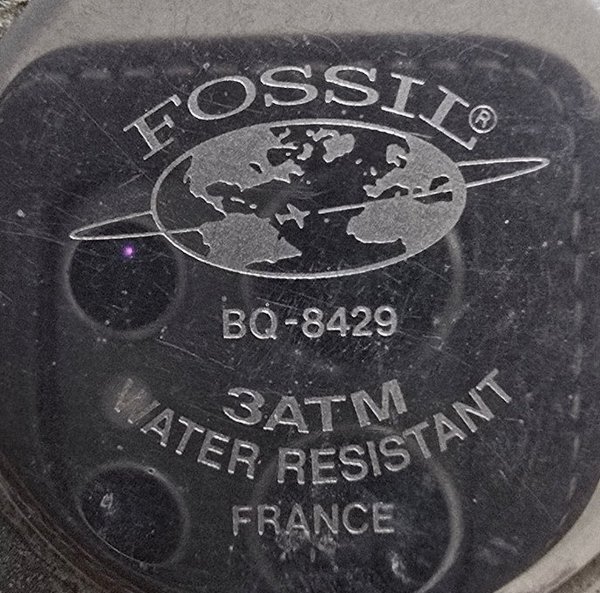 FOSSIL®
BQ-8429
3ATM
WATER RESISTANT
FRANCE